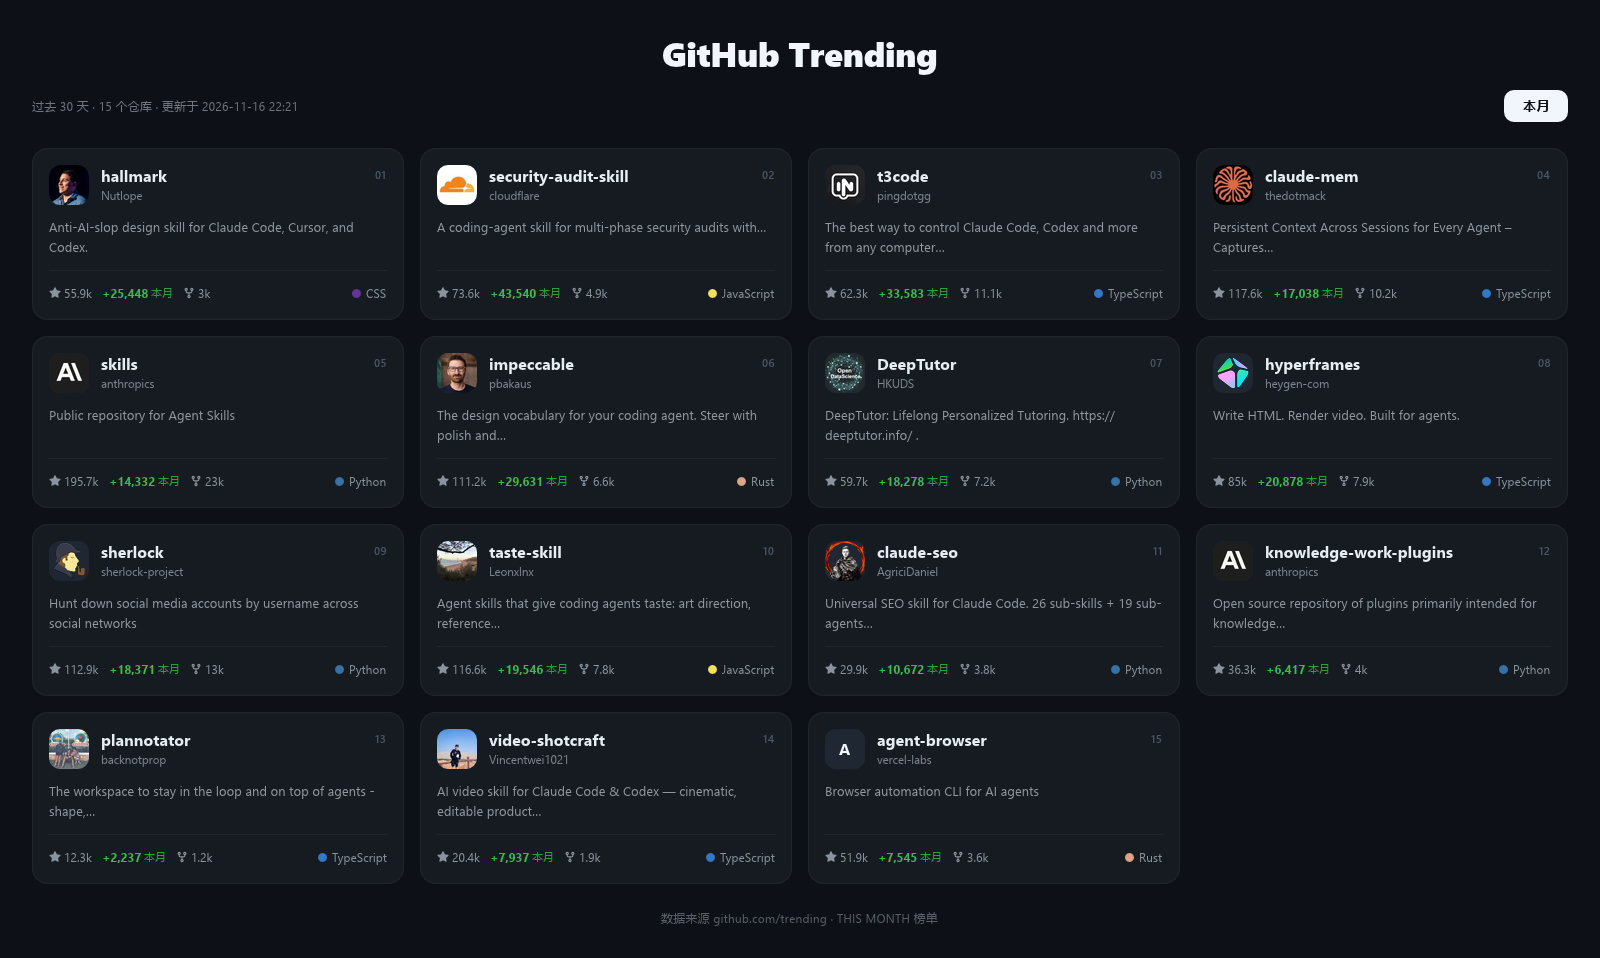 GitHub Trending
过去 30 天 · 15 个仓库 · 更新于 2026-11-16 22:21
本月
hallmark
01
Nutlope
Anti-AI-slop design skill for Claude Code, Cursor, and
Codex.
55.9k +25,448 本月 3k CSS
security-audit-skill
02
cloudflare
A coding-agent skill for multi-phase security audits with...
73.6k +43,540 本月 4.9k JavaScript
t3code
03
pingdotgg
The best way to control Claude Code, Codex and more
from any computer...
62.3k +33,583 本月 11.1k TypeScript
claude-mem
04
thedotmack
Persistent Context Across Sessions for Every Agent –
Captures...
117.6k +17,038 本月 10.2k TypeScript
skills
05
anthropics
Public repository for Agent Skills
195.7k +14,332 本月 23k Python
impeccable
06
pbakaus
The design vocabulary for your coding agent. Steer with
polish and...
111.2k +29,631 本月 6.6k Rust
Open
DataScience
DeepTutor
07
HKUDS
DeepTutor: Lifelong Personalized Tutoring. https://
deeptutor.info/ .
59.7k +18,278 本月 7.2k Python
hyperframes
08
heygen-com
Write HTML. Render video. Built for agents.
85k +20,878 本月 7.9k TypeScript
sherlock
09
sherlock-project
Hunt down social media accounts by username across
social networks
112.9k +18,371 本月 13k Python
taste-skill
10
Leonxlnx
Agent skills that give coding agents taste: art direction,
reference...
116.6k +19,546 本月 7.8k JavaScript
claude-seo
11
AgriciDaniel
Universal SEO skill for Claude Code. 26 sub-skills + 19 sub-
agents...
29.9k +10,672 本月 3.8k Python
knowledge-work-plugins
12
anthropics
Open source repository of plugins primarily intended for
knowledge...
36.3k +6,417 本月 4k Python
plannotator
13
backnotprop
The workspace to stay in the loop and on top of agents -
shape,...
12.3k +2,237 本月 1.2k TypeScript
video-shotcraft
14
Vincentwei1021
AI video skill for Claude Code & Codex — cinematic,
editable product...
20.4k +7,937 本月 1.9k TypeScript
A
agent-browser
15
vercel-labs
Browser automation CLI for AI agents
51.9k +7,545 本月 3.6k Rust
数据来源 github.com/trending · THIS MONTH 榜单